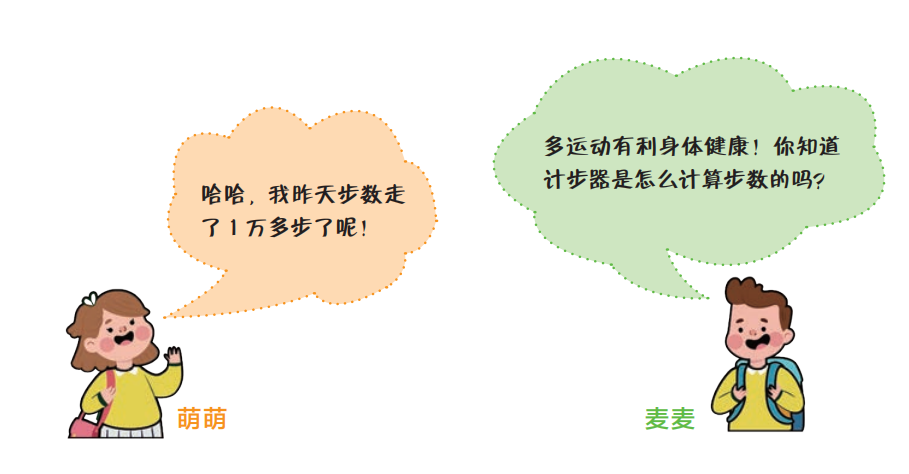 哈哈，我昨天步数走
了1万多步了呢！
多运动有利身体健康！你知道
计步器是怎么计算步数的吗？
萌萌
麦麦